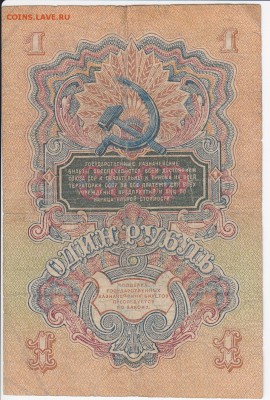 COINS.LAVE.RU
1 1
ГОСУДАРСТВЕННЫЕ КАЗНАЧЕЙСКИЕ
БИЛЕТЫ ОБЕСПЕЧИВАЮТСЯ ВСЕМ ДОСТОЯНИЕМ
СОЮЗА ССР И ОБЯЗАТЕЛЬНЫ К ПРИЕМУ НА ВСЕЙ
ТЕРРИТОРИИ СССР ВО ВСЕ ПЛАТЕЖИ ДЛЯ ВСЕХ
УЧРЕЖДЕНИЙ, ПРЕДПРИЯТИЙ И ЛИЦ ПО
НАРИЦАТЕЛЬНОЙ СТОИМОСТИ
ОДИН РУБЛЬ
ПОДДЕЛКА
ГОСУДАРСТВЕННЫХ
КАЗНАЧЕЙСКИХ БИЛЕТОВ
ПРЕСЛЕДУЕТСЯ
ПО ЗАКОНУ
1 1